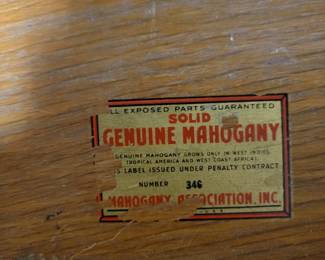 LL EXPOSED PARTS GUARANTEED
SOLID
GENUINE MAHOGANY
GENUINE MAHOGANY GROWS ONLY IN WEST INDIES,
TROPICAL AMERICA AND WEST COAST AFRICA).
IS LABEL ISSUED UNDER PENALTY CONTRACT
NUMBER 346
MAHOGANY ASSOCIATION, INC.